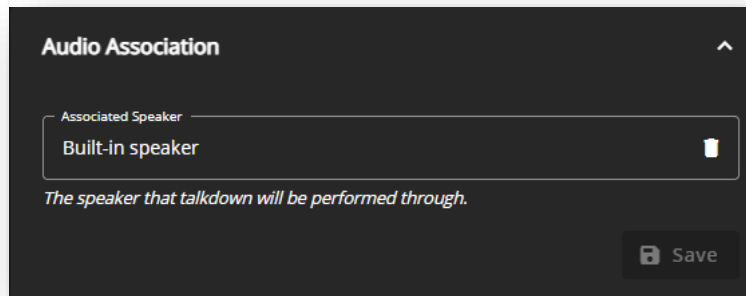 Audio Association
Associated Speaker
Built-in speaker
The speaker that talkdown will be performed through.
Save